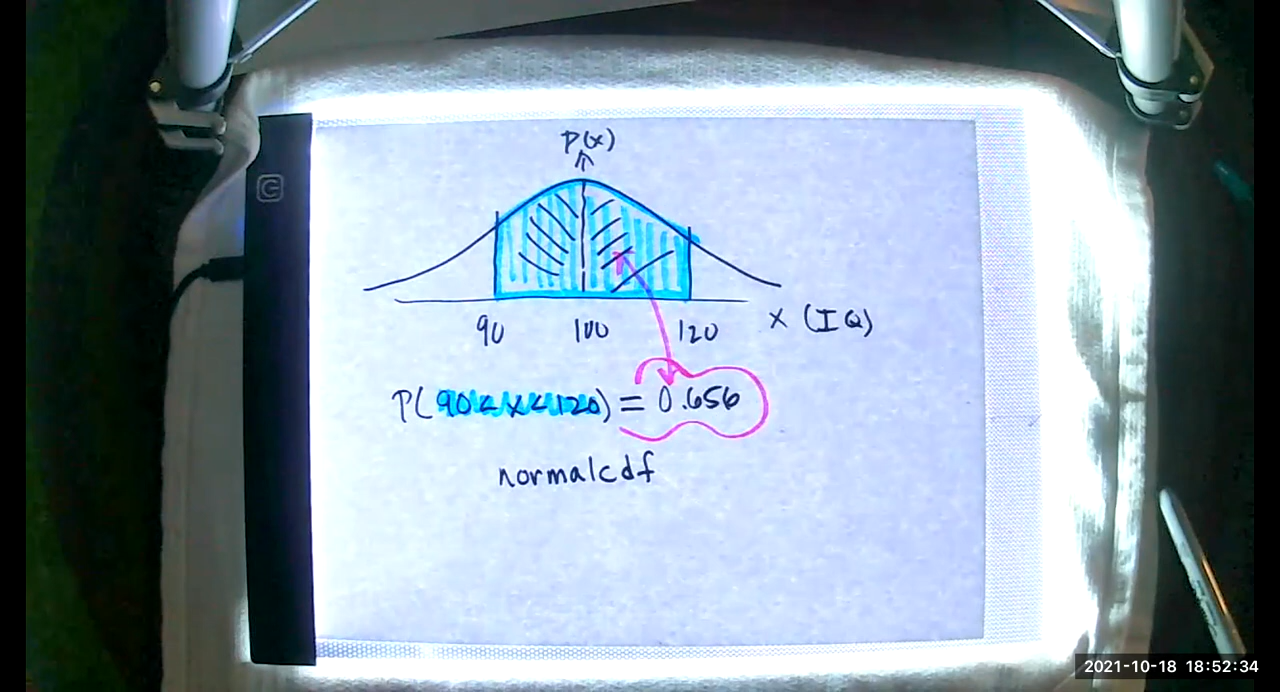 P(x)
90 100 120 x (IQ)
P(90<x<120) = 0.656
normalcdf
2021-10-18 18:52:34